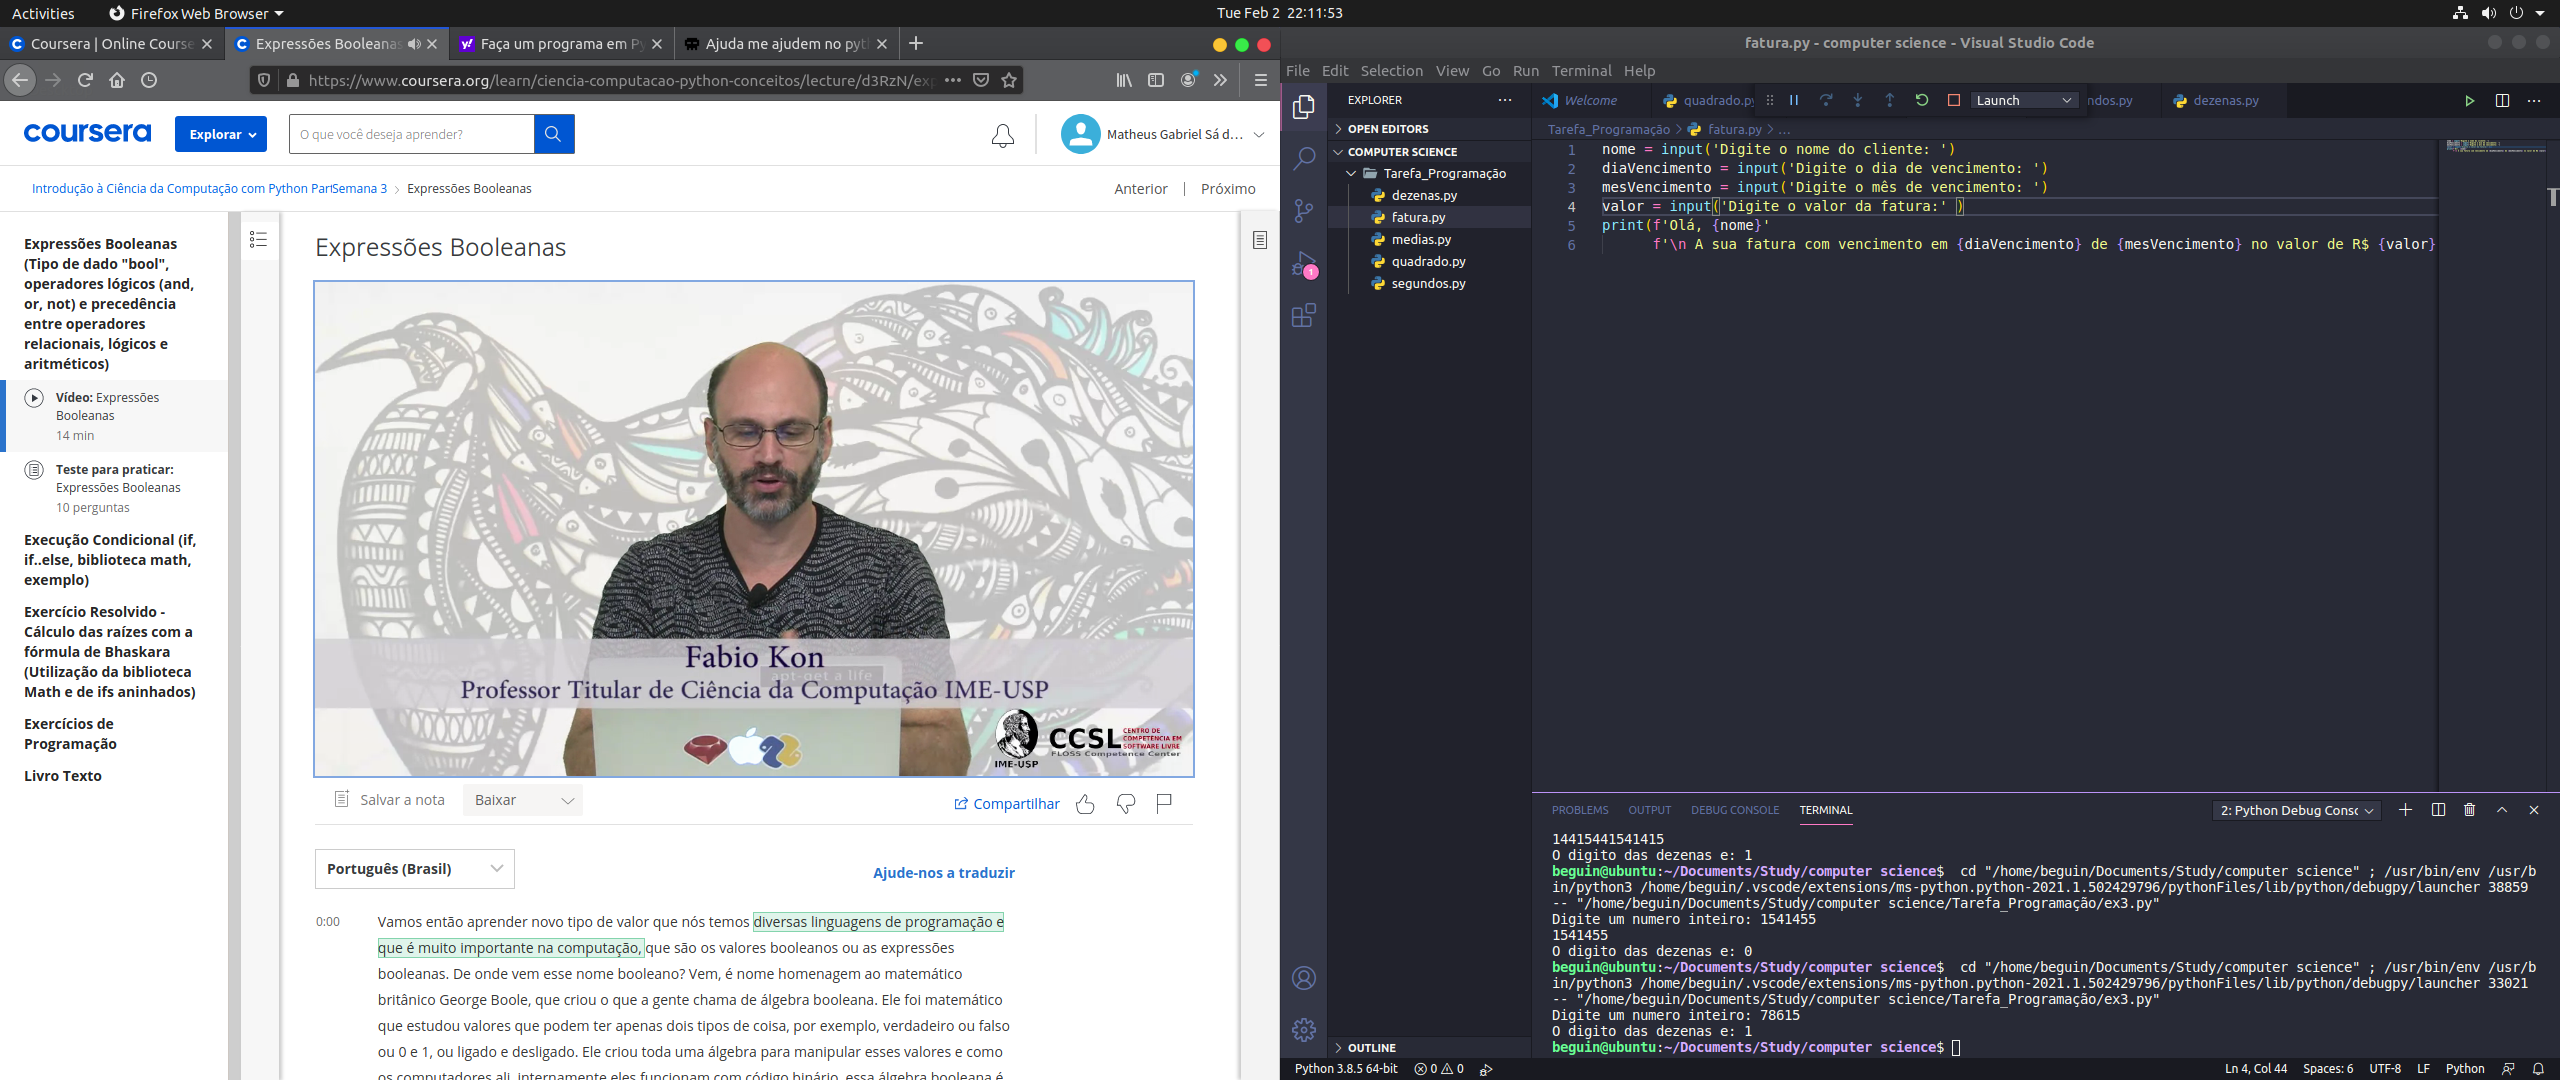 Activities
Firefox Web Browser
Tue Feb 2 22:11:53
Coursera | Online Course
Expressões Booleanas
Faça um programa em Py
Ajuda me ajudem no pyt
https://www.coursera.org/learn/ciencia-computacao-python-conceitos/lecture/d3RzN/exp
coursera
Explorar
O que você deseja aprender?
Matheus Gabriel Sá d...
Introdução à Ciência da Computação com Python Part
Semana 3
Expressões Booleanas
Anterior
Próximo
Expressões Booleanas
(Tipo de dado "bool",
operadores lógicos (and,
or, not) e precedência
entre operadores
relacionais, lógicos e
aritméticos)
Vídeo: Expressões
Booleanas
14 min
Teste para praticar:
Expressões Booleanas
10 perguntas
Execução Condicional (if,
if..else, biblioteca math,
exemplo)
Exercício Resolvido -
Cálculo das raízes com a
fórmula de Bhaskara
(Utilização da biblioteca
Math e de ifs aninhados)
Exercícios de
Programação
Livro Texto
Expressões Booleanas
Fabio Kon
apt-get a life
Professor Titular de Ciência da Computação IME-USP
IME-USP
CCSL
CENTRO DE
COMPETÊNCIA EM
SOFTWARE LIVRE
FLOSS Competence Center
Salvar a nota
Baixar
Compartilhar
Português (Brasil)
Ajude-nos a traduzir
0:00
Vamos então aprender novo tipo de valor que nós temos diversas linguagens de programação e
que é muito importante na computação, que são os valores booleanos ou as expressões
booleanas. De onde vem esse nome booleano? Vem, é nome homenagem ao matemático
britânico George Boole, que criou o que a gente chama de álgebra booleana. Ele foi matemático
que estudou valores que podem ter apenas dois tipos de coisa, por exemplo, verdadeiro ou falso
ou 0 e 1, ou ligado e desligado. Ele criou toda uma álgebra para manipular esses valores e como
os computadores ali, internamente eles funcionam com código binário, essa álgebra booleana é
fatura.py - computer science - Visual Studio Code
File Edit Selection View Go Run Terminal Help
EXPLORER
OPEN EDITORS
COMPUTER SCIENCE
Tarefa_Programação
dezenas.py
fatura.py
medias.py
quadrado.py
segundos.py
OUTLINE
1
Welcome
quadrado.py
Launch
ndos.py
dezenas.py
Tarefa_Programação > fatura.py > ...
1 nome = input('Digite o nome do cliente: ')
2 diaVencimento = input('Digite o dia de vencimento: ')
3 mesVencimento = input('Digite o mês de vencimento: ')
4 valor = input('Digite o valor da fatura:' )
5 print(f'Olá, {nome}'
6 f'\n A sua fatura com vencimento em {diaVencimento} de {mesVencimento} no valor de R$ {valor}
PROBLEMS
OUTPUT
DEBUG CONSOLE
TERMINAL
2: Python Debug Consc
14415441541415
O digito das dezenas e: 1
beguin@ubuntu:~/Documents/Study/computer science$ cd "/home/beguin/Documents/Study/computer science" ; /usr/bin/env /usr/b
in/python3 /home/beguin/.vscode/extensions/ms-python.python-2021.1.502429796/pythonFiles/lib/python/debugpy/launcher 38859
-- "/home/beguin/Documents/Study/computer science/Tarefa_Programação/ex3.py"
Digite um numero inteiro: 1541455
1541455
O digito das dezenas e: 0
beguin@ubuntu:~/Documents/Study/computer science$ cd "/home/beguin/Documents/Study/computer science" ; /usr/bin/env /usr/b
in/python3 /home/beguin/.vscode/extensions/ms-python.python-2021.1.502429796/pythonFiles/lib/python/debugpy/launcher 33021
-- "/home/beguin/Documents/Study/computer science/Tarefa_Programação/ex3.py"
Digite um numero inteiro: 78615
O digito das dezenas e: 1
beguin@ubuntu:~/Documents/Study/computer science$
Python 3.8.5 64-bit
0
0
Ln 4, Col 44
Spaces: 6
UTF-8
LF
Python